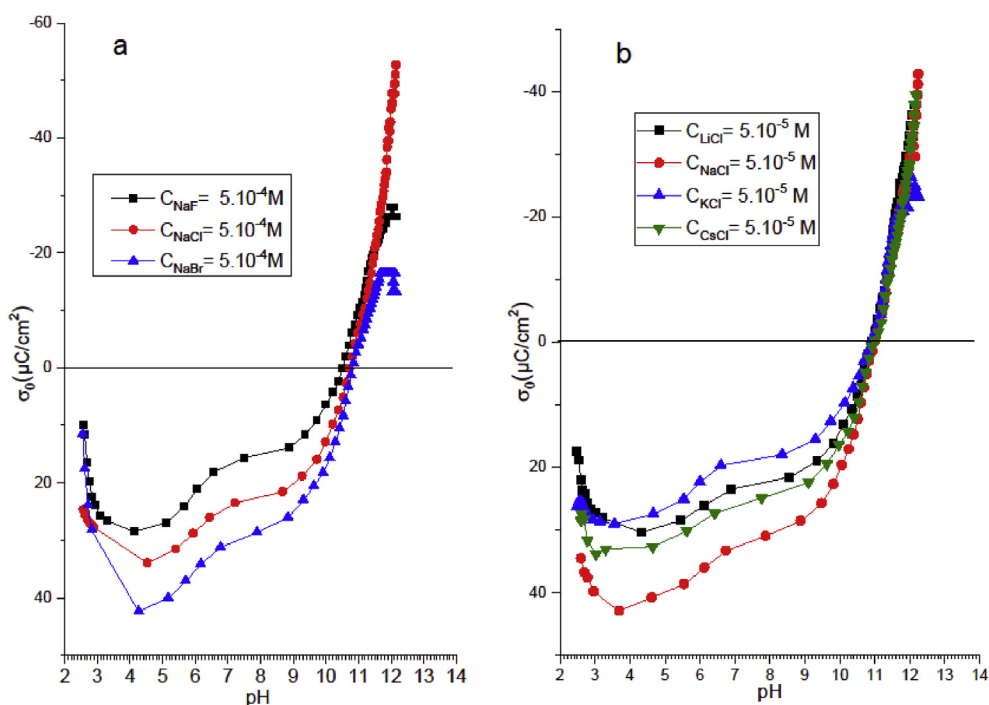 a
-60
-40
-20
0
20
40
σ₀(µC/cm²)
C_NaF= 5.10⁻⁴M
C_NaCl= 5.10⁻⁴M
C_NaBr= 5.10⁻⁴M
2 3 4 5 6 7 8 9 10 11 12 13 14
pH
b
-40
-20
0
20
40
σ₀(µC/cm²)
C_LiCl= 5.10⁻⁵ M
C_NaCl= 5.10⁻⁵ M
C_KCl= 5.10⁻⁵ M
C_CsCl= 5.10⁻⁵ M
2 3 4 5 6 7 8 9 10 11 12 13 14
pH